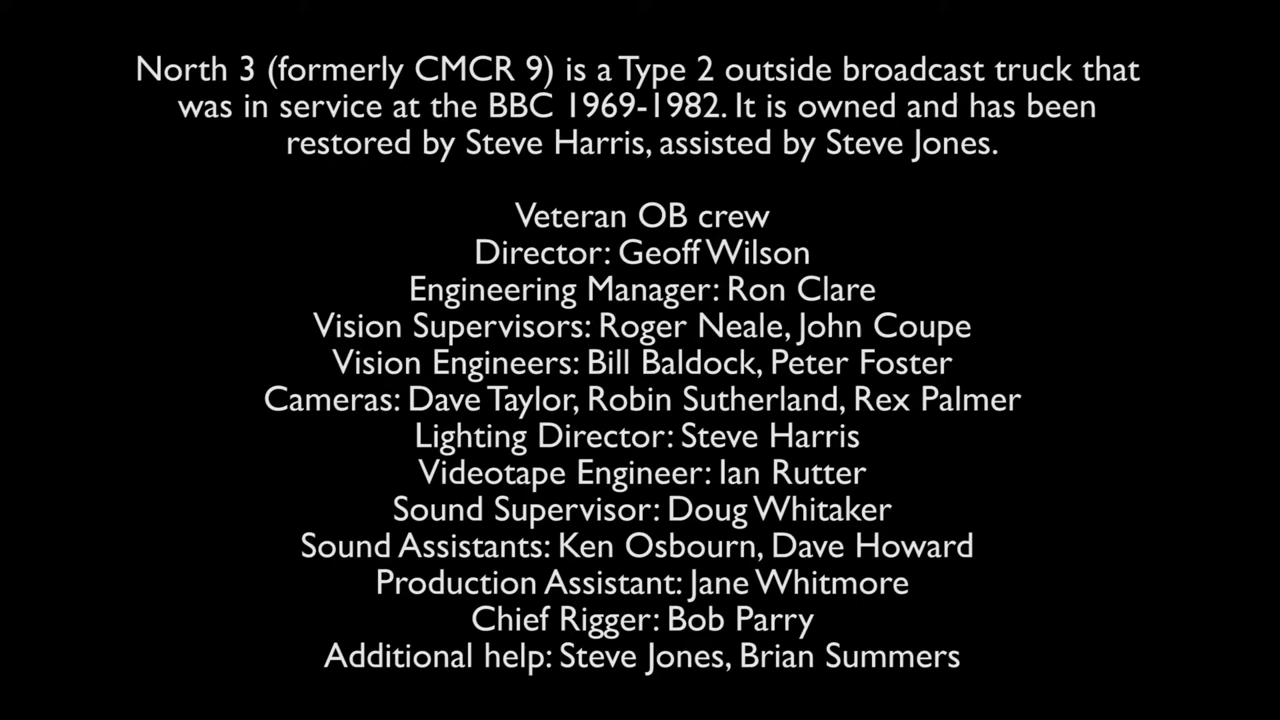 North 3 (formerly CMCR 9) is a Type 2 outside broadcast truck that
was in service at the BBC 1969-1982. It is owned and has been
restored by Steve Harris, assisted by Steve Jones.
Veteran OB crew
Director: Geoff Wilson
Engineering Manager: Ron Clare
Vision Supervisors: Roger Neale, John Coupe
Vision Engineers: Bill Baldock, Peter Foster
Cameras: Dave Taylor, Robin Sutherland, Rex Palmer
Lighting Director: Steve Harris
Videotape Engineer: Ian Rutter
Sound Supervisor: Doug Whitaker
Sound Assistants: Ken Osbourn, Dave Howard
Production Assistant: Jane Whitmore
Chief Rigger: Bob Parry
Additional help: Steve Jones, Brian Summers